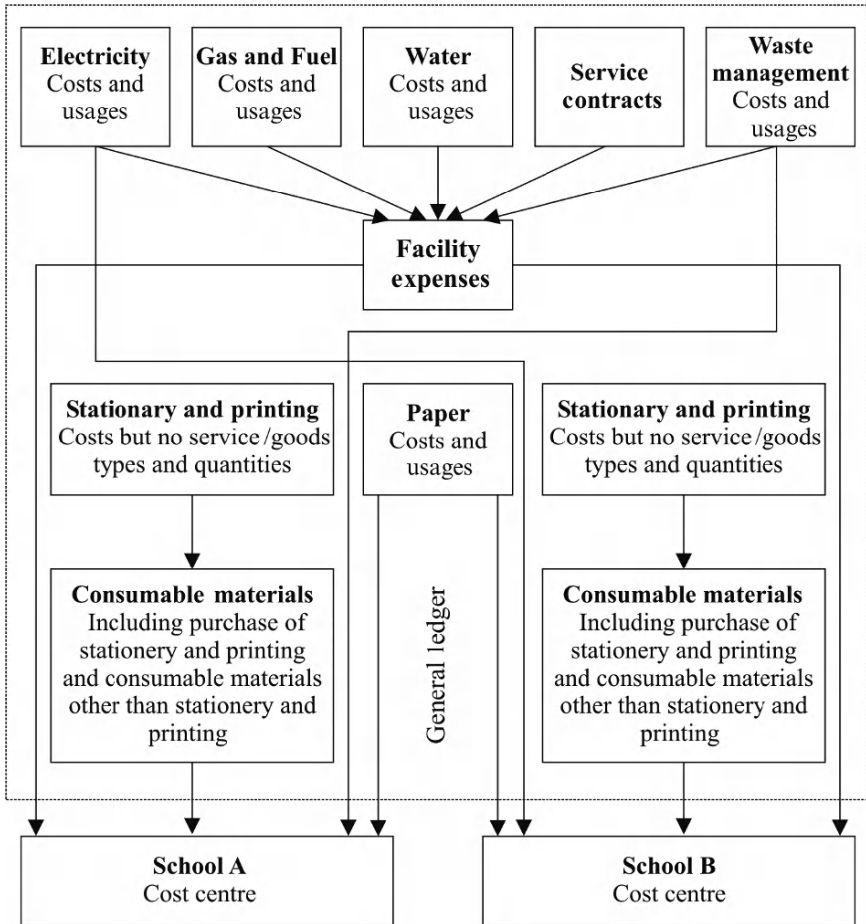 Electricity
Costs and
usages
Gas and Fuel
Costs and
usages
Water
Costs and
usages
Service
contracts
Waste
management
Costs and
usages
Facility
expenses
Stationary and printing
Costs but no service/goods
types and quantities
Paper
Costs and
usages
Stationary and printing
Costs but no service/goods
types and quantities
Consumable materials
Including purchase of
stationery and printing
and consumable materials
other than stationery and
printing
General ledger
Consumable materials
Including purchase of
stationery and printing
and consumable materials
other than stationery and
printing
School A
Cost centre
School B
Cost centre